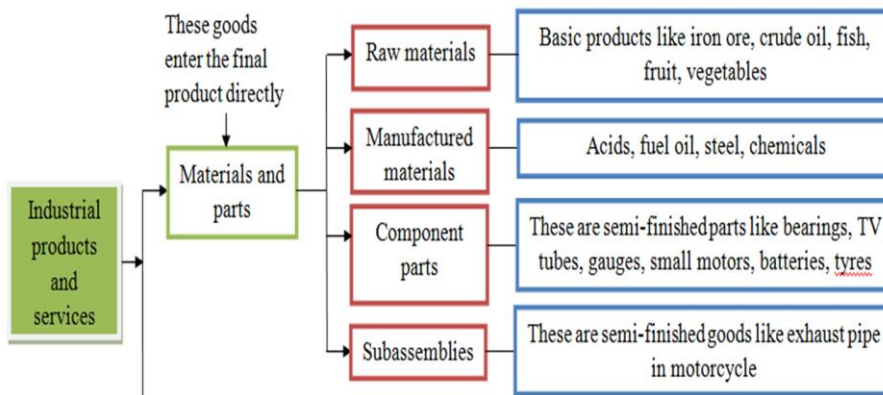 These goods
enter the final
product directly
Industrial
products
and
services
Materials and
parts
Raw materials
Basic products like iron ore, crude oil, fish,
fruit, vegetables
Manufactured
materials
Acids, fuel oil, steel, chemicals
Component
parts
These are semi-finished parts like bearings, TV
tubes, gauges, small motors, batteries, tyres
Subassemblies
These are semi-finished goods like exhaust pipe
in motorcycle